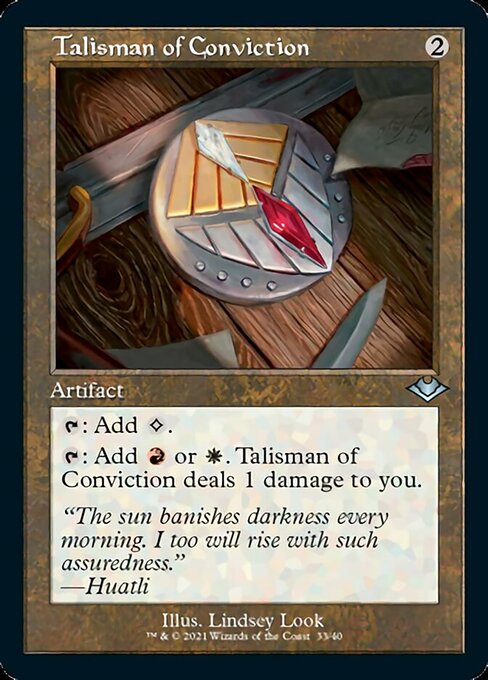 Talisman of Conviction 2
Artifact
: Add .
: Add or . Talisman of
Conviction deals 1 damage to you.
“The sun banishes darkness every
morning. I too will rise with such
assuredness.”
—Huatli
Illus. Lindsey Look
™ & © 2021 Wizards of the Coast 33/40